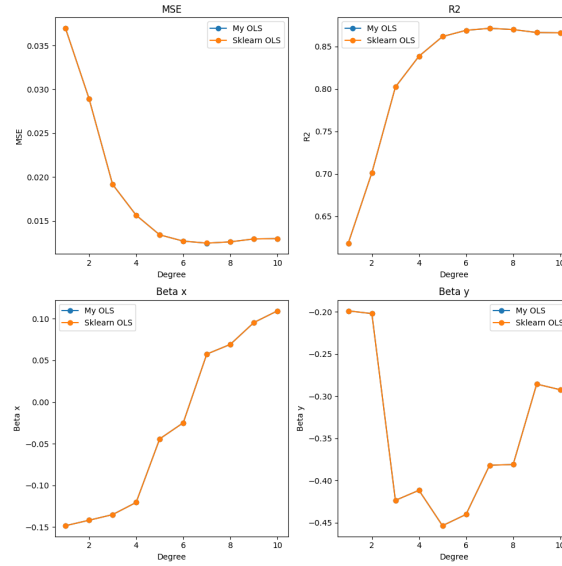 MSE
My OLS
Sklearn OLS
0.035
0.030
0.025
0.020
0.015
MSE
2 4 6 8 10
Degree
R2
My OLS
Sklearn OLS
0.85
0.80
0.75
0.70
0.65
R2
2 4 6 8 10
Degree
Beta x
My OLS
Sklearn OLS
0.10
0.05
0.00
−0.05
−0.10
−0.15
Beta x
2 4 6 8 10
Degree
Beta y
My OLS
Sklearn OLS
−0.20
−0.25
−0.30
−0.35
−0.40
−0.45
Beta y
2 4 6 8 10
Degree